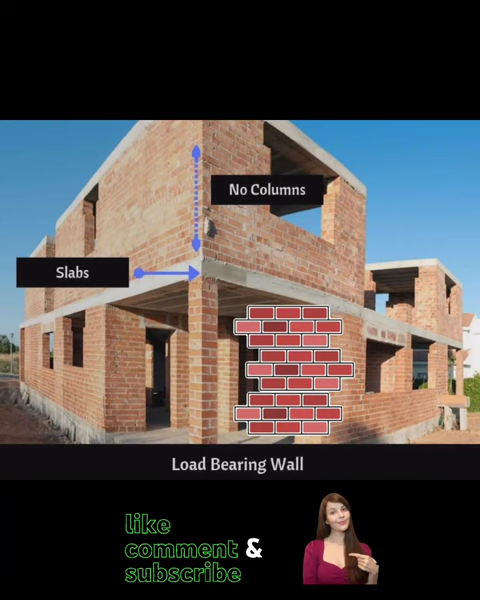 No Columns
Slabs
Load Bearing Wall
like
comment &
subscribe